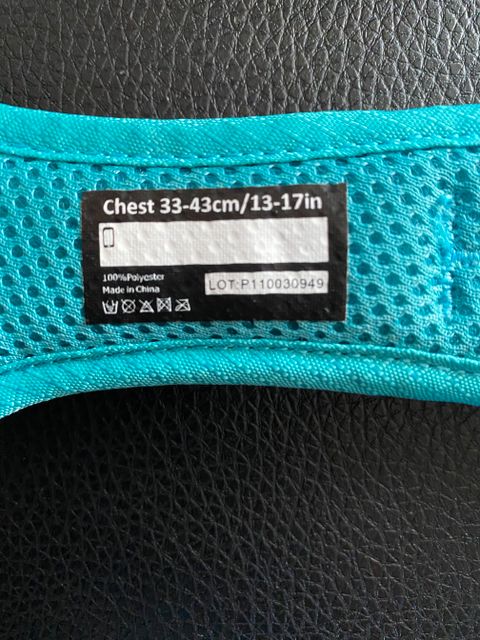 Chest 33-43cm/13-17in
100%Polyester
Made in China
LOT:P110030949